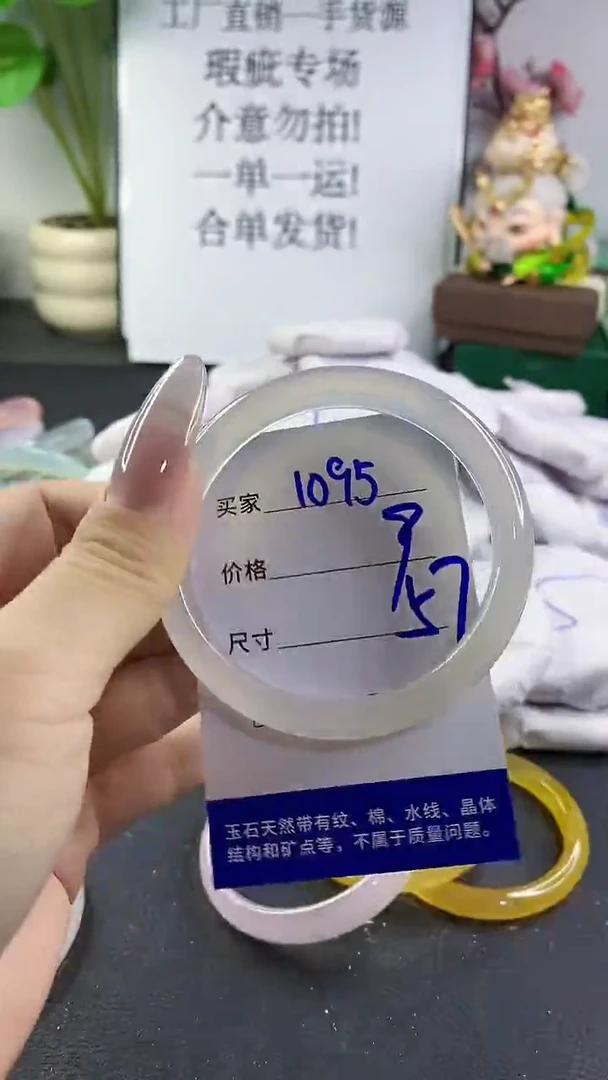 工厂直销一手货源
瑕疵专场
介意勿拍!
一单一运!
合单发货!
买家 1095
价格
尺寸 57
玉石天然带有纹、棉、水线、晶体
结构和矿点等，不属于质量问题。